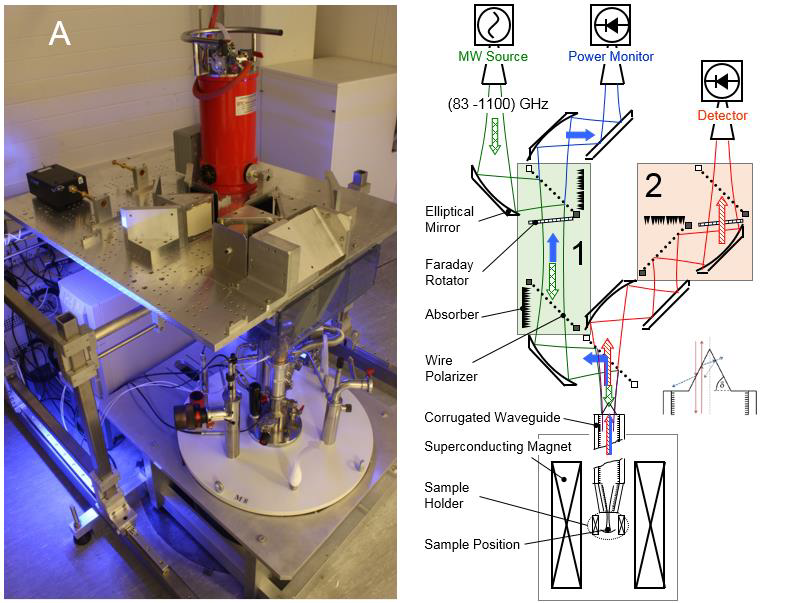 A
MW Source
Power Monitor
Detector
(83 -1100) GHz
2
Elliptical
Mirror
1
Faraday
Rotator
Absorber
Wire
Polarizer
δ
Corrugated Waveguide
Superconducting Magnet
Sample
Holder
Sample Position